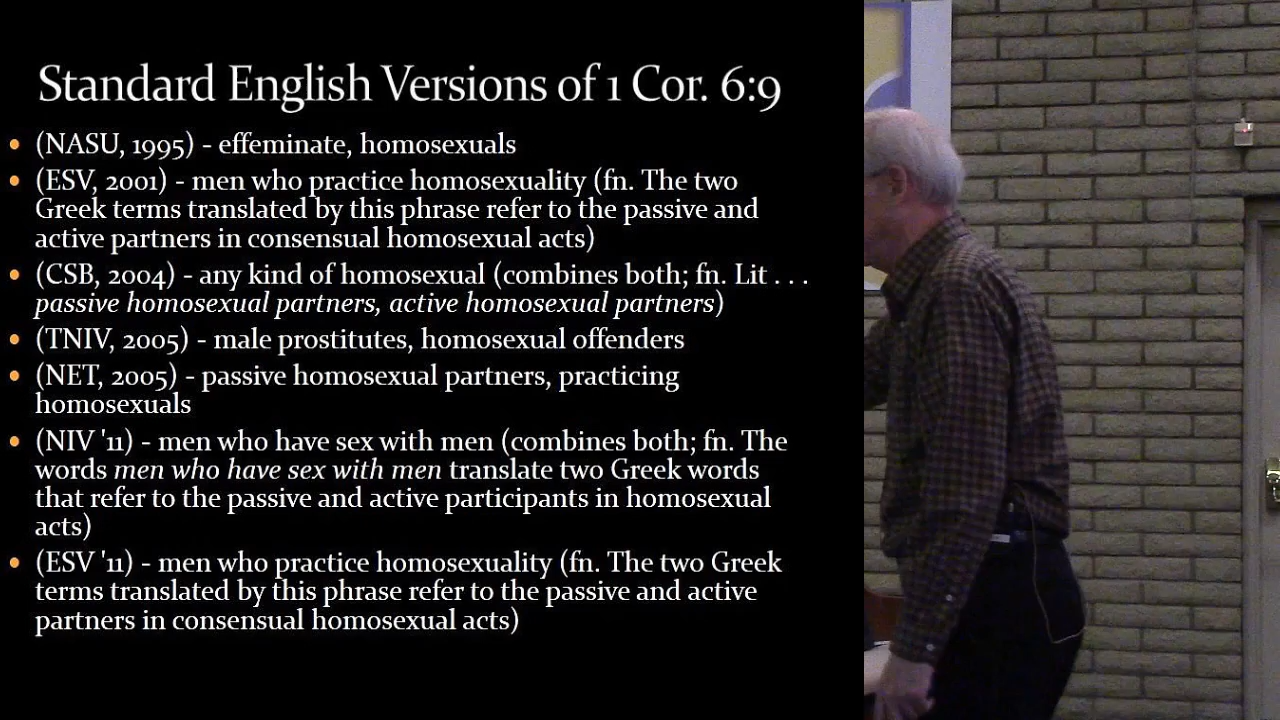 Standard English Versions of 1 Cor. 6:9
• (NASU, 1995) - effeminate, homosexuals
• (ESV, 2001) - men who practice homosexuality (fn. The two
Greek terms translated by this phrase refer to the passive and
active partners in consensual homosexual acts)
• (CSB, 2004) - any kind of homosexual (combines both; fn. Lit . . .
passive homosexual partners, active homosexual partners)
• (TNIV, 2005) - male prostitutes, homosexual offenders
• (NET, 2005) - passive homosexual partners, practicing
homosexuals
• (NIV '11) - men who have sex with men (combines both; fn. The
words men who have sex with men translate two Greek words
that refer to the passive and active participants in homosexual
acts)
• (ESV '11) - men who practice homosexuality (fn. The two Greek
terms translated by this phrase refer to the passive and active
partners in consensual homosexual acts)